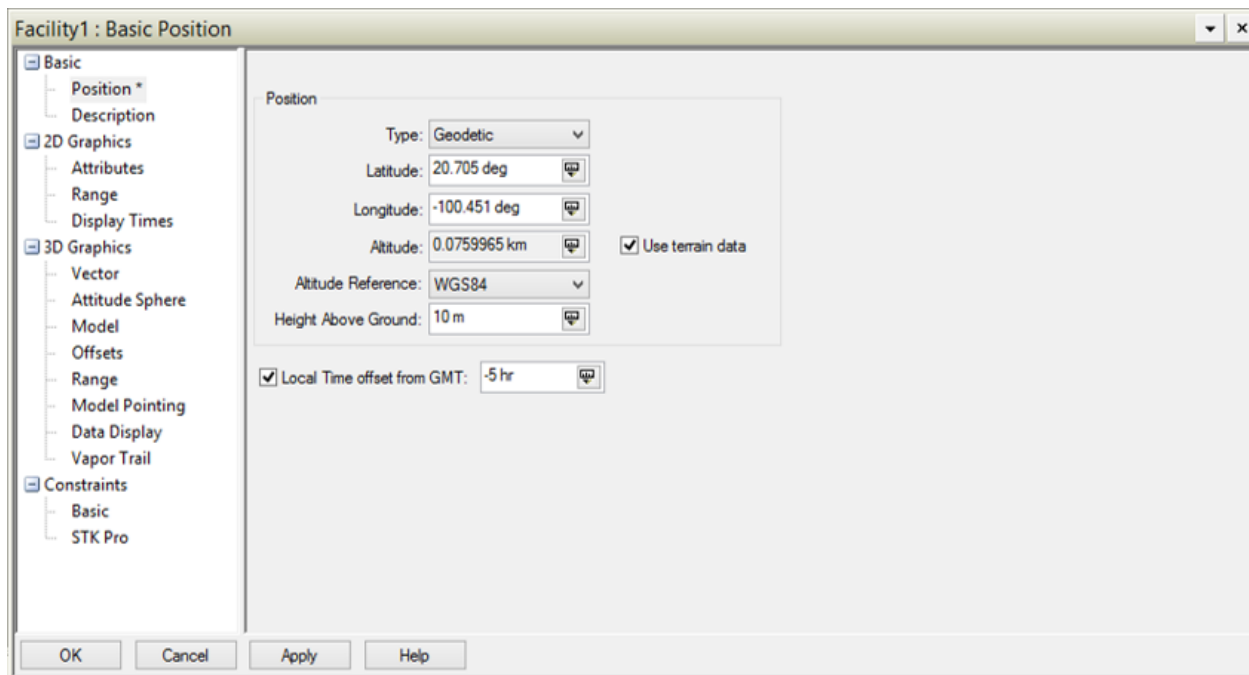 Facility1 : Basic Position
Basic
Position *
Description
2D Graphics
Attributes
Range
Display Times
3D Graphics
Vector
Attitude Sphere
Model
Offsets
Range
Model Pointing
Data Display
Vapor Trail
Constraints
Basic
STK Pro
Position
Type: Geodetic
Latitude: 20.705 deg
Longitude: -100.451 deg
Altitude: 0.0759965 km Use terrain data
Altitude Reference: WGS84
Height Above Ground: 10 m
Local Time offset from GMT: -5 hr
OK Cancel Apply Help